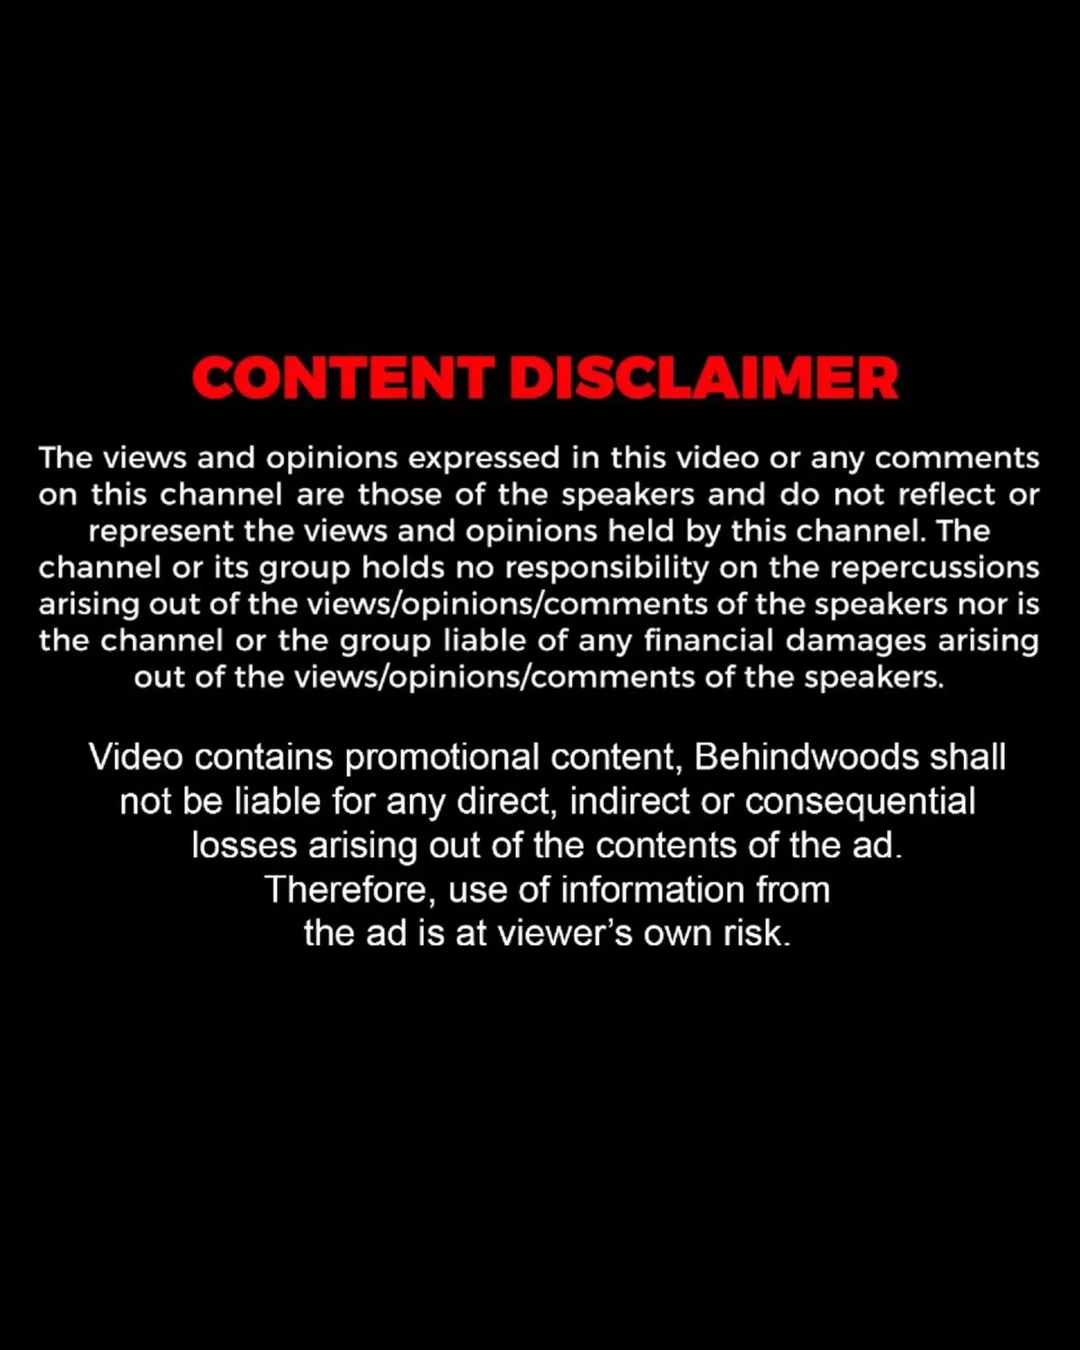 CONTENT DISCLAIMER
The views and opinions expressed in this video or any comments
on this channel are those of the speakers and do not reflect or
represent the views and opinions held by this channel. The
channel or its group holds no responsibility on the repercussions
arising out of the views/opinions/comments of the speakers nor is
the channel or the group liable of any financial damages arising
out of the views/opinions/comments of the speakers.
Video contains promotional content, Behindwoods shall
not be liable for any direct, indirect or consequential
losses arising out of the contents of the ad.
Therefore, use of information from
the ad is at viewer’s own risk.